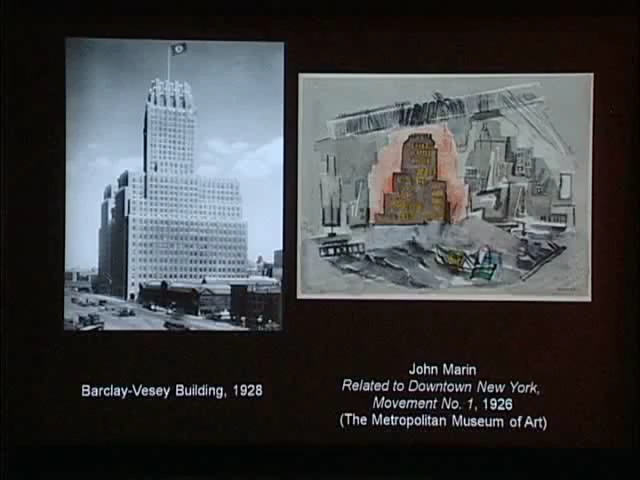 Barclay-Vesey Building, 1928
John Marin
Related to Downtown New York,
Movement No. 1, 1926
(The Metropolitan Museum of Art)